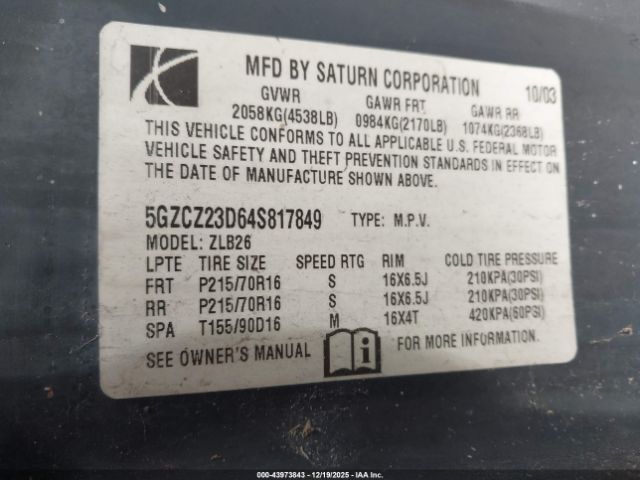 MFD BY SATURN CORPORATION 10/03
GVWR GAWR FRT. GAWR RR
2058KG(4538LB) 0984KG(2170LB) 1074KG(2368LB)
THIS VEHICLE CONFORMS TO ALL APPLICABLE U.S. FEDERAL MOTOR
VEHICLE SAFETY AND THEFT PREVENTION STANDARDS IN EFFECT ON
THE DATE OF MANUFACTURE SHOWN ABOVE.
5GZCZ23D64S817849 TYPE: M.P.V.
MODEL: ZLB26
LPTE TIRE SIZE SPEED RTG RIM COLD TIRE PRESSURE
FRT P215/70R16 S 16X6.5J 210KPA(30PSI)
RR P215/70R16 S 16X6.5J 210KPA(30PSI)
SPA T155/90D16 M 16X4T 420KPA(60PSI)
SEE OWNER'S MANUAL i FOR MORE INFORMATION.
000-43973843 - 12/19/2025 - IAA Inc.